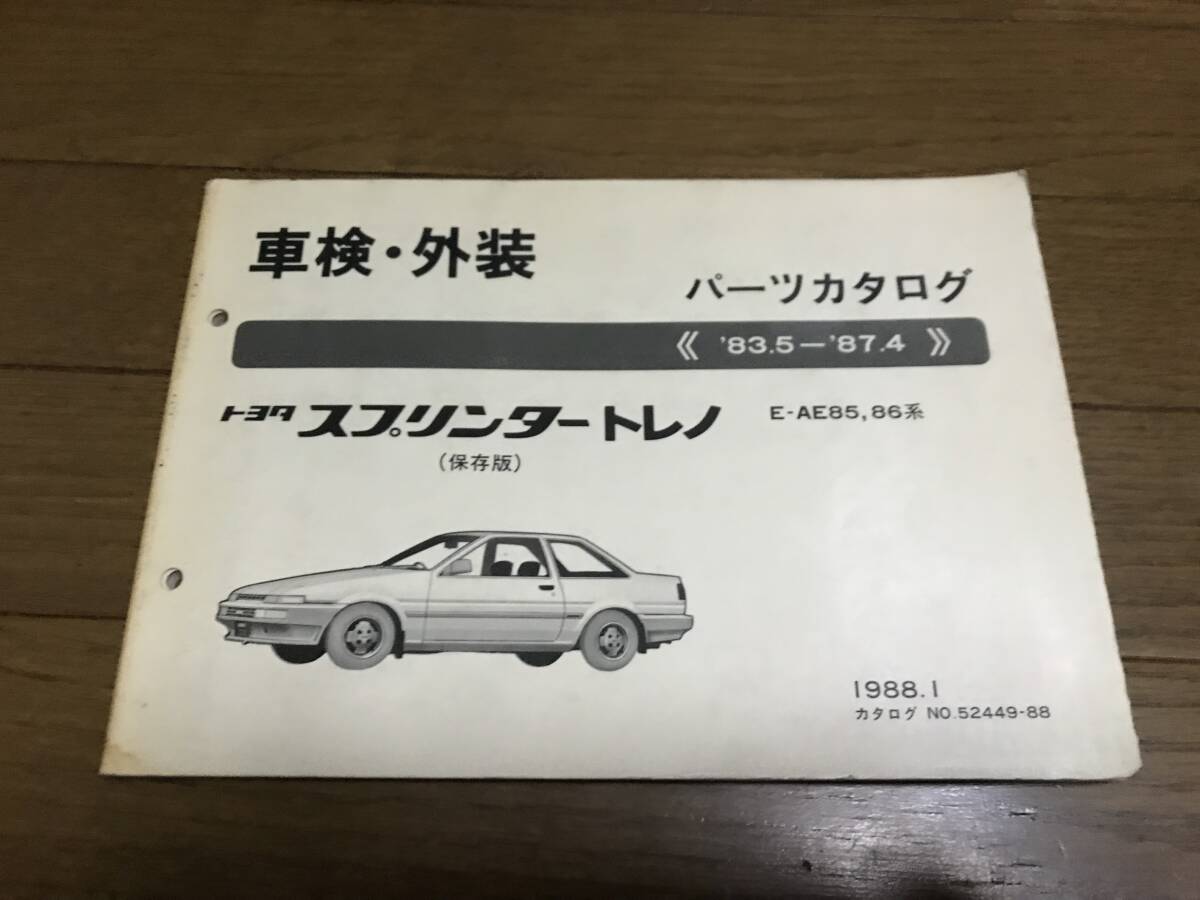 車検・外装
パーツカタログ
《 '83.5－'87.4 》
トヨタ スプリンタートレノ E-AE85,86系
(保存版)
1988.1
カタログ NO.52449-88